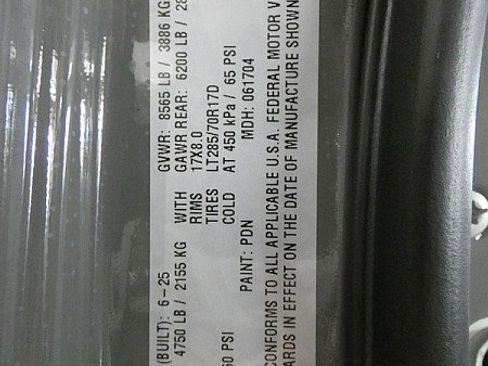 (BUILT): 6-25 GVWR: 8565 LB / 3886 KG
4750 LB / 2155 KG WITH GAWR REAR: 6200 LB / 28
RIMS 17X8.0
TIRES LT285/70R17D
60 PSI COLD AT 450 kPa / 65 PSI
PAINT: PDN MDH: 061704
CONFORMS TO ALL APPLICABLE U.S.A. FEDERAL MOTOR V
ARDS IN EFFECT ON THE DATE OF MANUFACTURE SHOWN